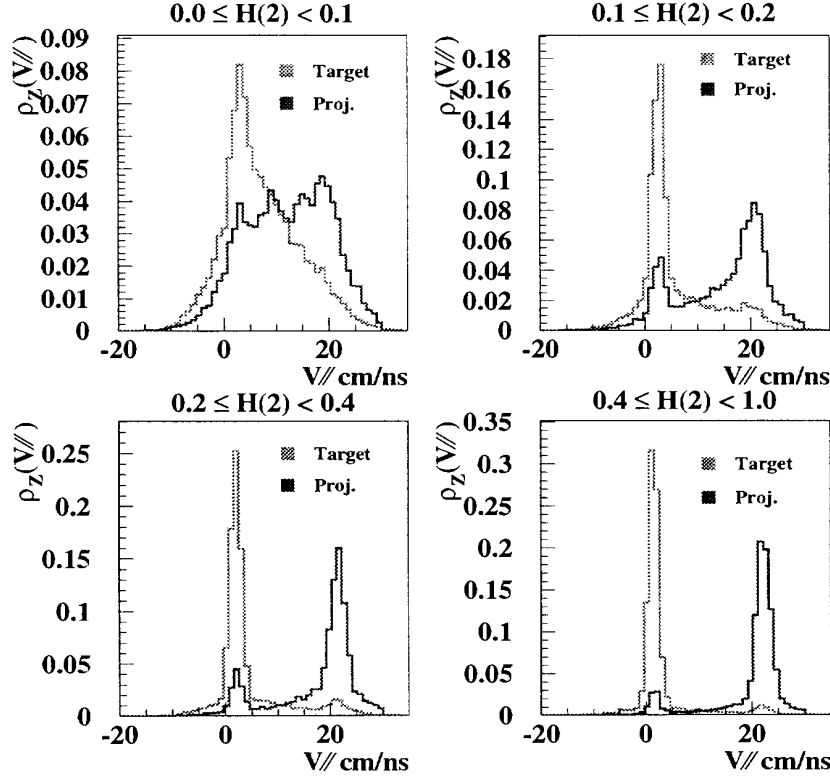 0.0 ≤ H(2) < 0.1
ρZ(V//)
0.09
0.08
0.07
0.06
0.05
0.04
0.03
0.02
0.01
0
Target
Proj.
-20 0 20
V// cm/ns
0.1 ≤ H(2) < 0.2
ρZ(V//)
0.18
0.16
0.14
0.12
0.1
0.08
0.06
0.04
0.02
0
Target
Proj.
-20 0 20
V// cm/ns
0.2 ≤ H(2) < 0.4
ρZ(V//)
0.25
0.2
0.15
0.1
0.05
0
Target
Proj.
-20 0 20
V// cm/ns
0.4 ≤ H(2) < 1.0
ρZ(V//)
0.35
0.3
0.25
0.2
0.15
0.1
0.05
0
Target
Proj.
-20 0 20
V// cm/ns